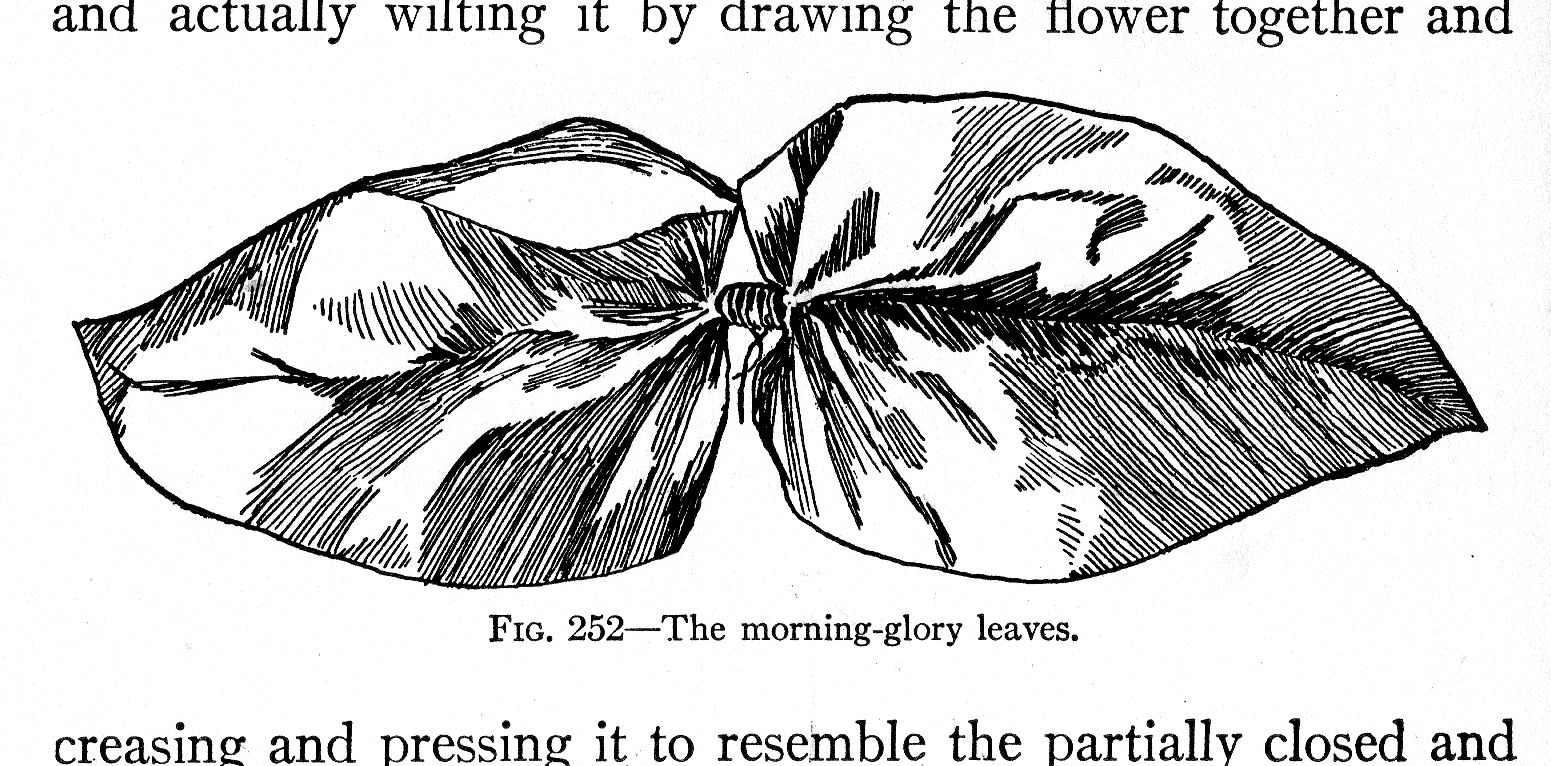 and actually wilting it by drawing the flower together and
FIG. 252—The morning-glory leaves.
creasing and pressing it to resemble the partially closed and